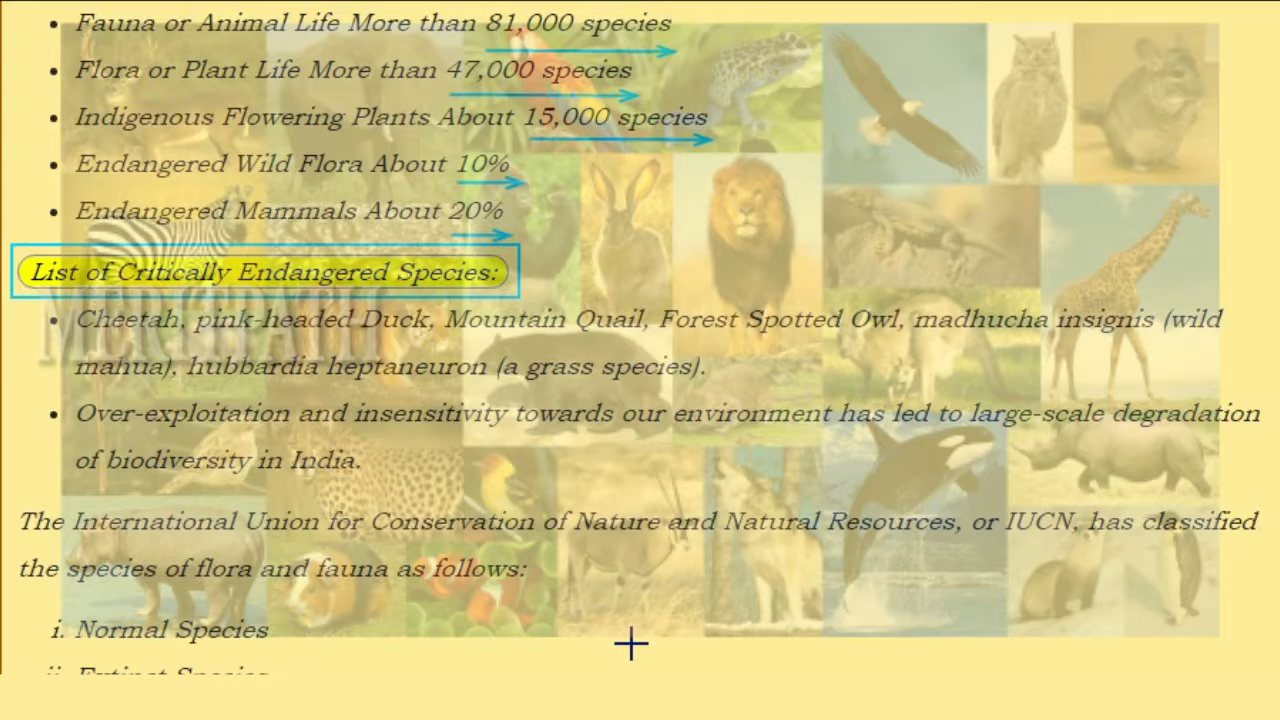 • Fauna or Animal Life More than 81,000 species
• Flora or Plant Life More than 47,000 species
• Indigenous Flowering Plants About 15,000 species
• Endangered Wild Flora About 10%
• Endangered Mammals About 20%
List of Critically Endangered Species:
• Cheetah, pink-headed Duck, Mountain Quail, Forest Spotted Owl, madhucha insignis (wild
mahua), hubbardia heptaneuron (a grass species).
• Over-exploitation and insensitivity towards our environment has led to large-scale degradation
of biodiversity in India.
The International Union for Conservation of Nature and Natural Resources, or IUCN, has classified
the species of flora and fauna as follows:
i. Normal Species
ii. Extinct Species